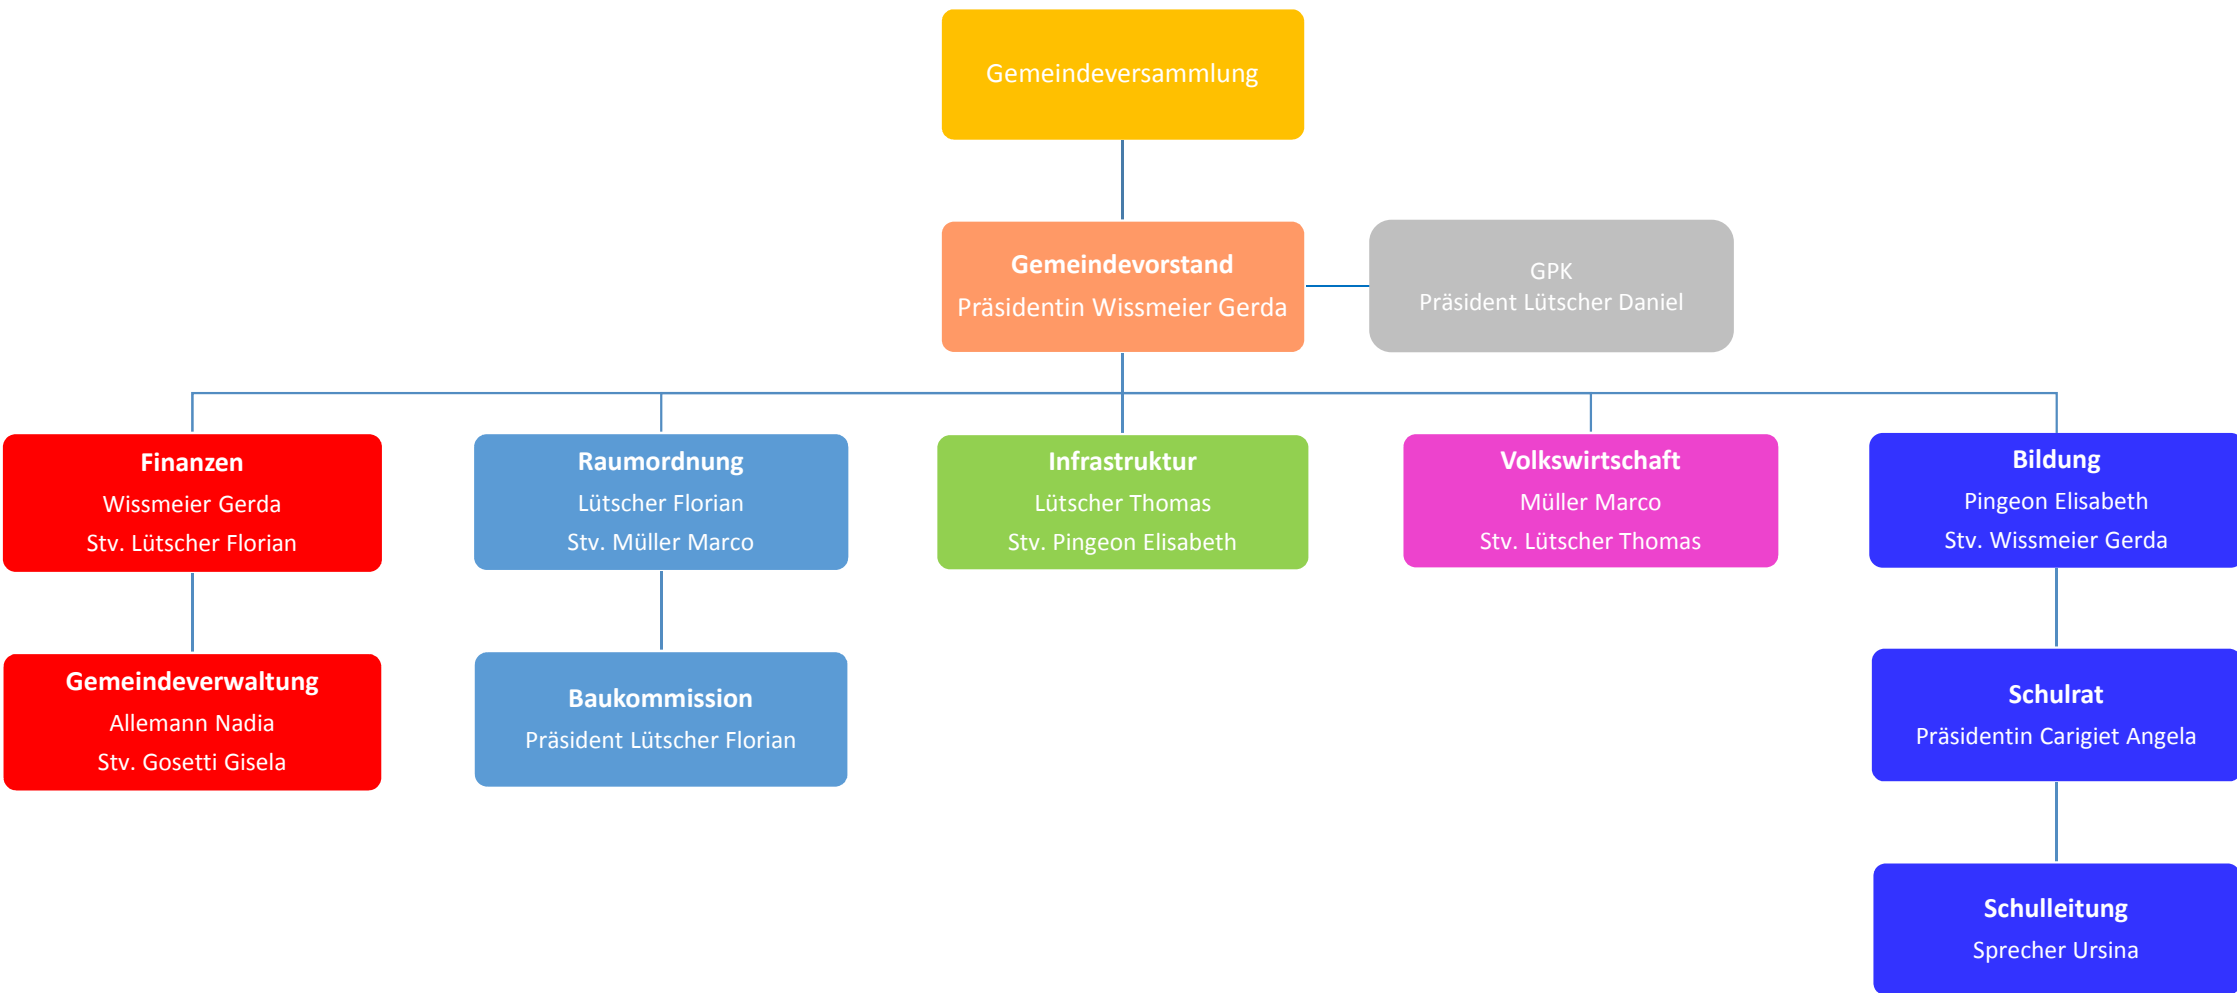 Gemeindeversammlung
Gemeindevorstand
Präsidentin Wissmeier Gerda
GPK
Präsident Lütscher Daniel
Finanzen
Wissmeier Gerda
Stv. Lütscher Florian
Raumordnung
Lütscher Florian
Stv. Müller Marco
Infrastruktur
Lütscher Thomas
Stv. Pingeon Elisabeth
Volkswirtschaft
Müller Marco
Stv. Lütscher Thomas
Bildung
Pingeon Elisabeth
Stv. Wissmeier Gerda
Gemeindeverwaltung
Allemann Nadia
Stv. Gosetti Gisela
Baukommission
Präsident Lütscher Florian
Schulrat
Präsidentin Carigiet Angela
Schulleitung
Sprecher Ursina